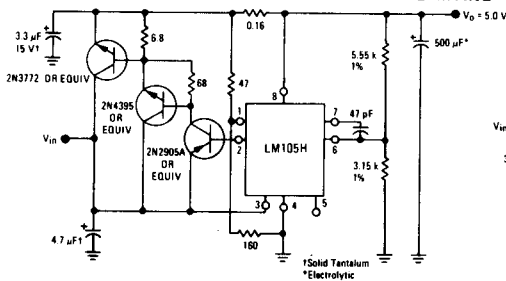 0.16
V₀ = 5.0 V
3.3 µF
15 V†
6.8
+
500 µF*
2N3772 OR EQUIV
68
47
5.55 k
1%
8
2N4395
OR
EQUIV
1
7
47 pF
Vin
2
LM105H
6
Vin
2N2905A
OR
EQUIV
3.15 k
1%
3
3
4
5
4.7 µF†
160
†Solid Tantalum
*Electrolytic